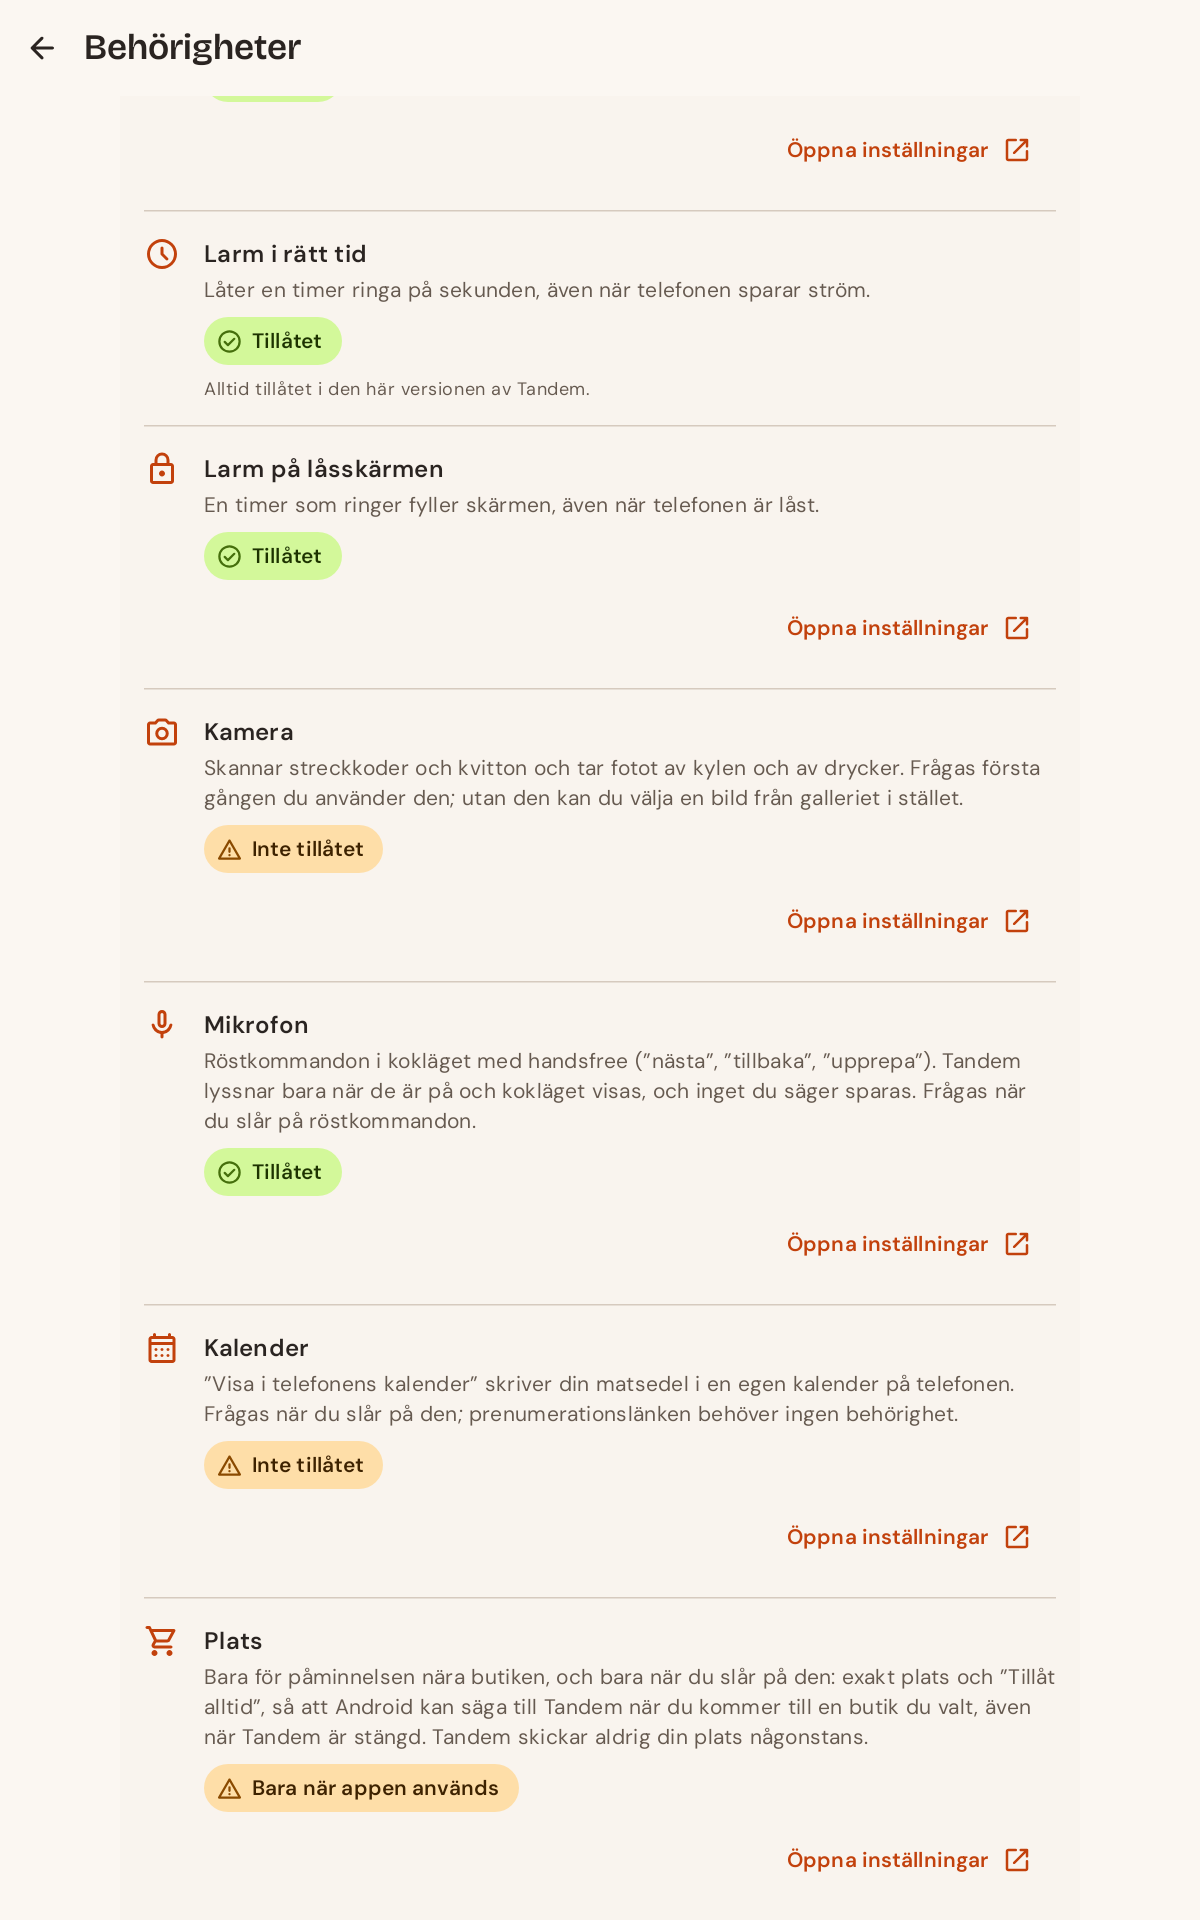 Behörigheter
Öppna inställningar
Larm i rätt tid
Låter en timer ringa på sekunden, även när telefonen sparar ström.
Tillåtet
Alltid tillåtet i den här versionen av Tandem.
Larm på låsskärmen
En timer som ringer fyller skärmen, även när telefonen är låst.
Tillåtet
Öppna inställningar
Kamera
Skannar streckkoder och kvitton och tar fotot av kylen och av drycker. Frågas första
gången du använder den; utan den kan du välja en bild från galleriet i stället.
Inte tillåtet
Öppna inställningar
Mikrofon
Röstkommandon i kokläget med handsfree (”nästa”, ”tillbaka”, ”upprepa”). Tandem
lyssnar bara när de är på och kokläget visas, och inget du säger sparas. Frågas när
du slår på röstkommandon.
Tillåtet
Öppna inställningar
Kalender
”Visa i telefonens kalender” skriver din matsedel i en egen kalender på telefonen.
Frågas när du slår på den; prenumerationslänken behöver ingen behörighet.
Inte tillåtet
Öppna inställningar
Plats
Bara för påminnelsen nära butiken, och bara när du slår på den: exakt plats och ”Tillåt
alltid”, så att Android kan säga till Tandem när du kommer till en butik du valt, även
när Tandem är stängd. Tandem skickar aldrig din plats någonstans.
Bara när appen används
Öppna inställningar